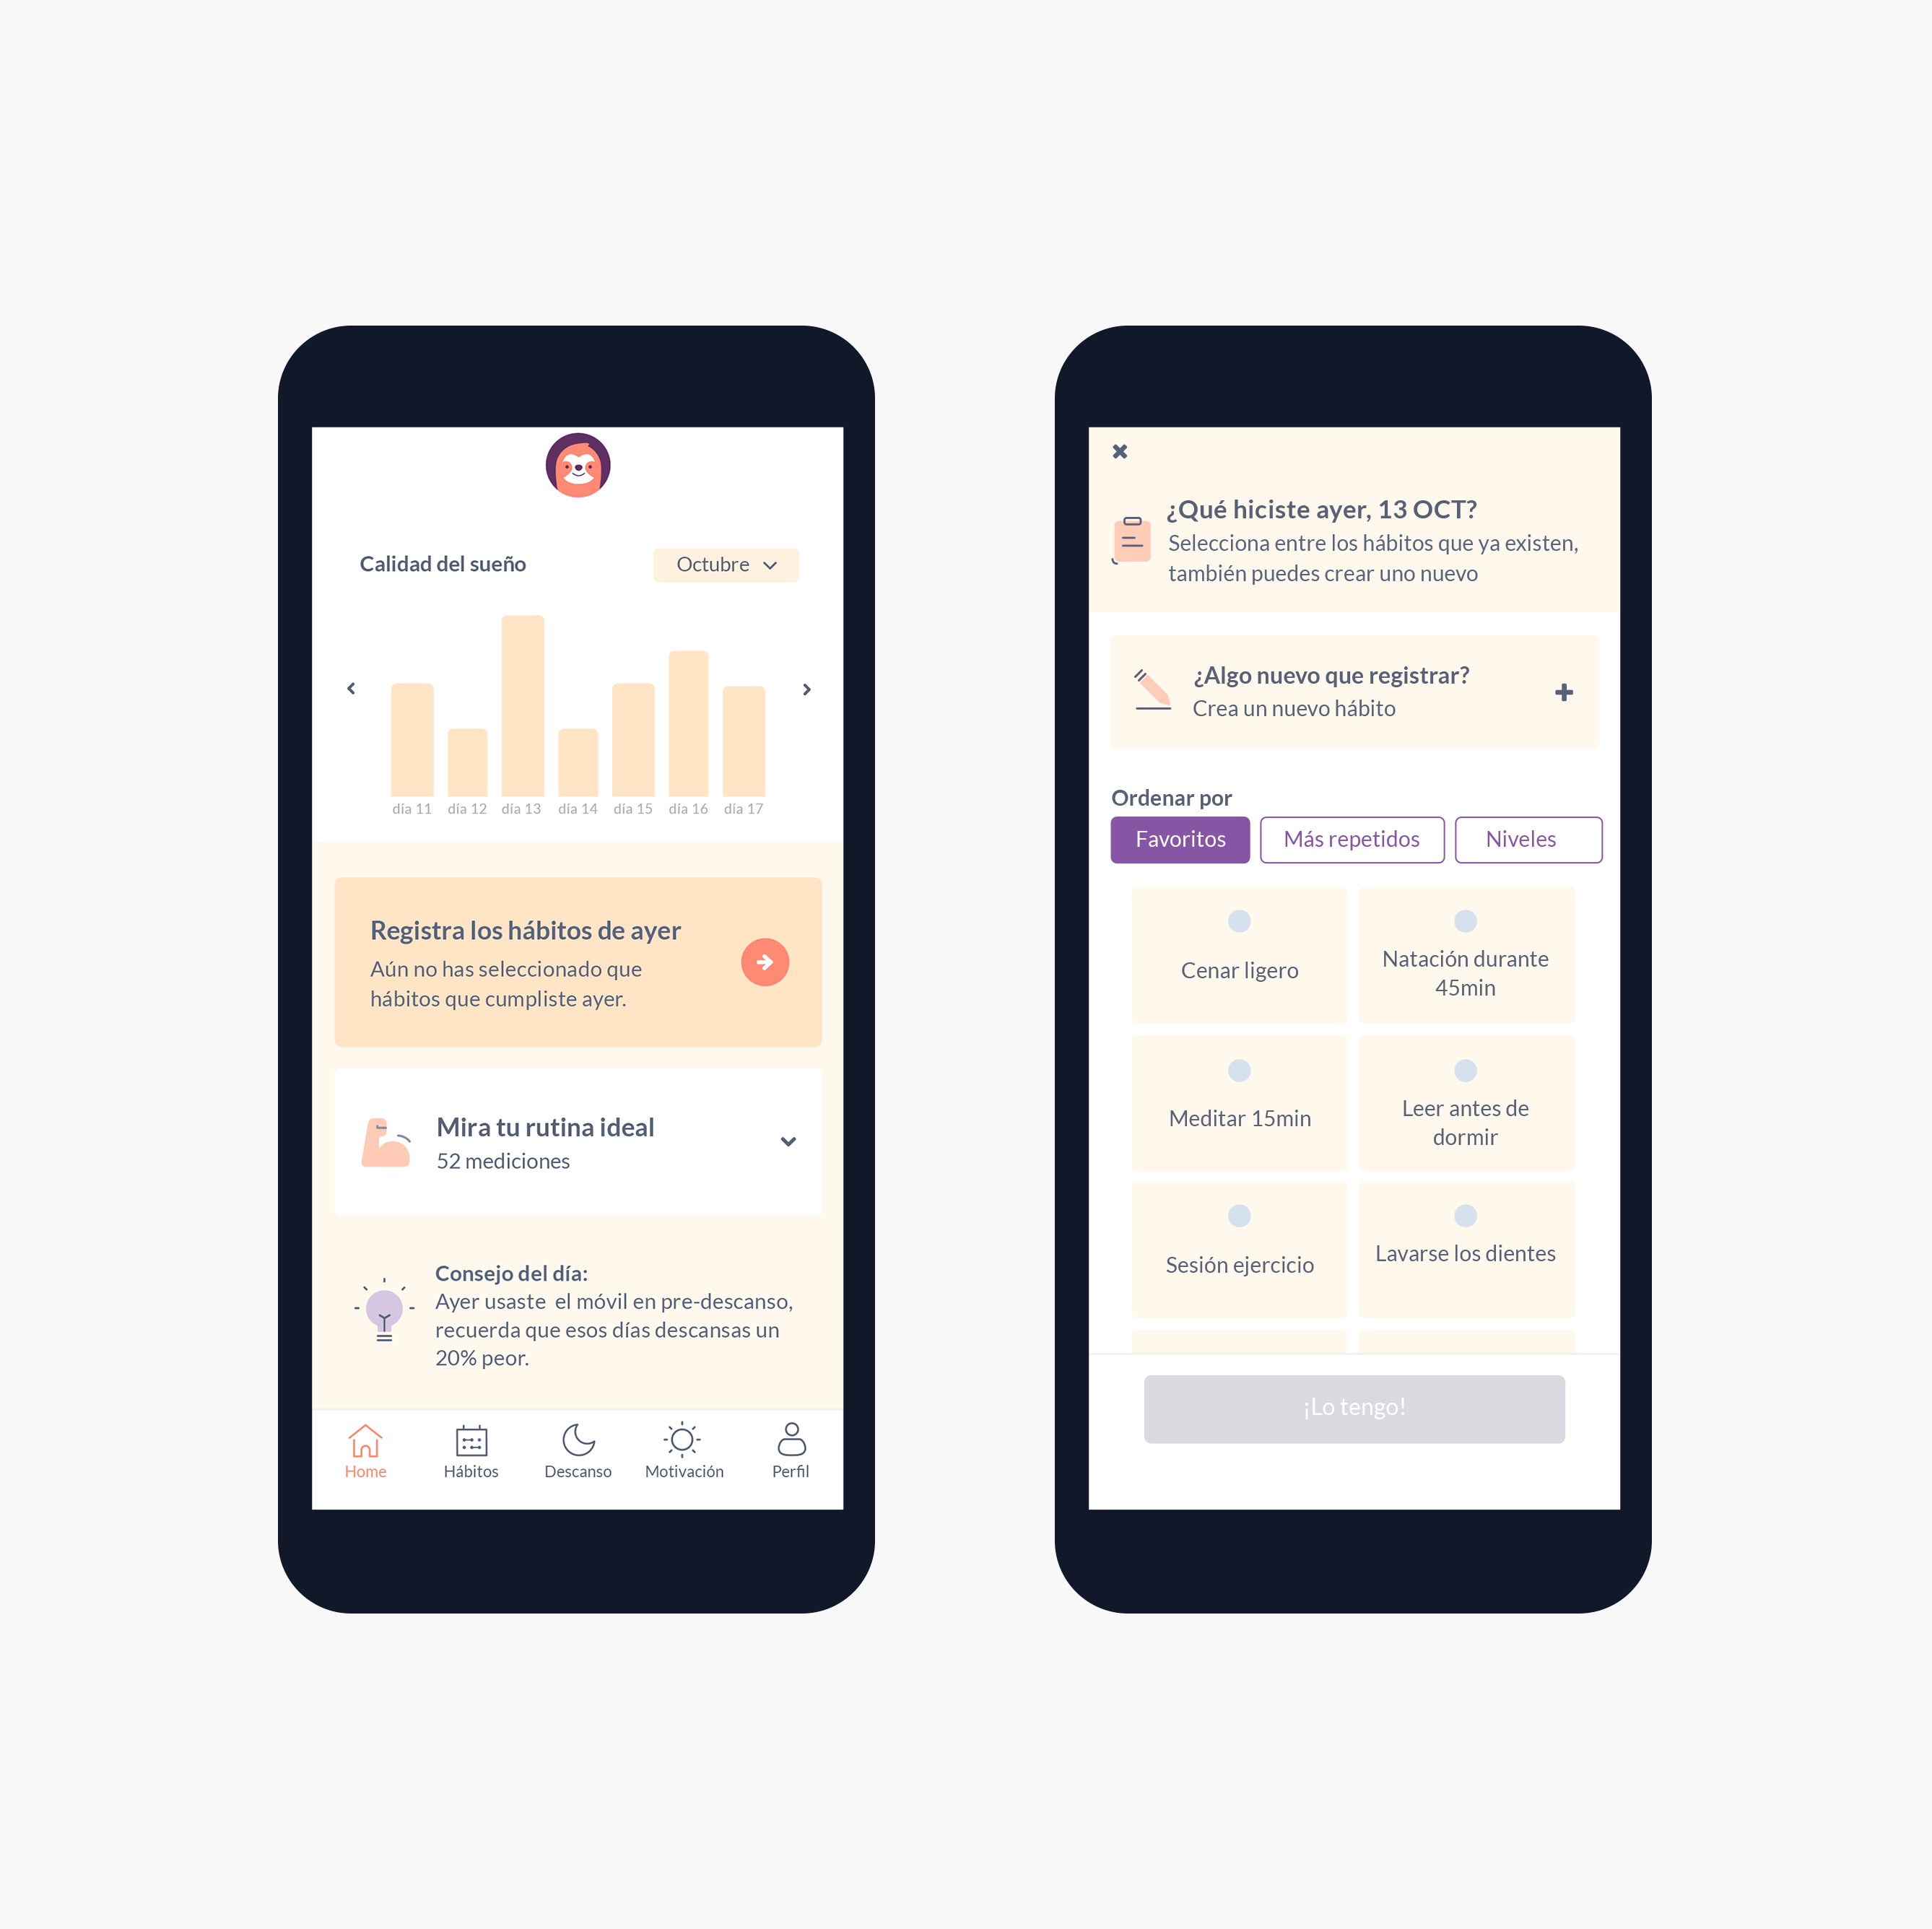 Calidad del sueño
Octubre
día 11 día 12 día 13 día 14 día 15 día 16 día 17
Registra los hábitos de ayer
Aún no has seleccionado que
hábitos que cumpliste ayer.
Mira tu rutina ideal
52 mediciones
Consejo del día:
Ayer usaste  el móvil en pre-descanso,
recuerda que esos días descansas un
20% peor.
Home Hábitos Descanso Motivación Perfil
¿Qué hiciste ayer, 13 OCT?
Selecciona entre los hábitos que ya existen,
también puedes crear uno nuevo
¿Algo nuevo que registrar?
Crea un nuevo hábito
Ordenar por
Favoritos Más repetidos Niveles
Cenar ligero
Natación durante
45min
Meditar 15min
Leer antes de
dormir
Sesión ejercicio
Lavarse los dientes
¡Lo tengo!